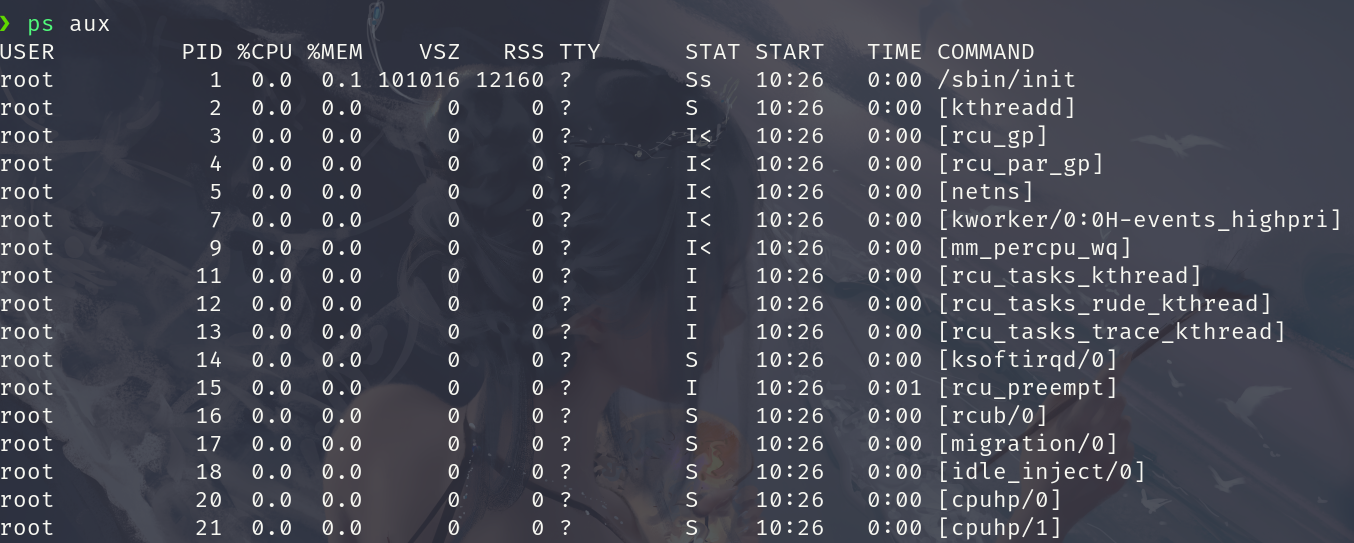 ❯ ps aux
USER         PID %CPU %MEM    VSZ   RSS TTY      STAT START   TIME COMMAND
root           1  0.0  0.1 101016 12160 ?        Ss   10:26   0:00 /sbin/init
root           2  0.0  0.0      0     0 ?        S    10:26   0:00 [kthreadd]
root           3  0.0  0.0      0     0 ?        I<   10:26   0:00 [rcu_gp]
root           4  0.0  0.0      0     0 ?        I<   10:26   0:00 [rcu_par_gp]
root           5  0.0  0.0      0     0 ?        I<   10:26   0:00 [netns]
root           7  0.0  0.0      0     0 ?        I<   10:26   0:00 [kworker/0:0H-events_highpri]
root           9  0.0  0.0      0     0 ?        I<   10:26   0:00 [mm_percpu_wq]
root          11  0.0  0.0      0     0 ?        I    10:26   0:00 [rcu_tasks_kthread]
root          12  0.0  0.0      0     0 ?        I    10:26   0:00 [rcu_tasks_rude_kthread]
root          13  0.0  0.0      0     0 ?        I    10:26   0:00 [rcu_tasks_trace_kthread]
root          14  0.0  0.0      0     0 ?        S    10:26   0:00 [ksoftirqd/0]
root          15  0.0  0.0      0     0 ?        I    10:26   0:01 [rcu_preempt]
root          16  0.0  0.0      0     0 ?        S    10:26   0:00 [rcub/0]
root          17  0.0  0.0      0     0 ?        S    10:26   0:00 [migration/0]
root          18  0.0  0.0      0     0 ?        S    10:26   0:00 [idle_inject/0]
root          20  0.0  0.0      0     0 ?        S    10:26   0:00 [cpuhp/0]
root          21  0.0  0.0      0     0 ?        S    10:26   0:00 [cpuhp/1]